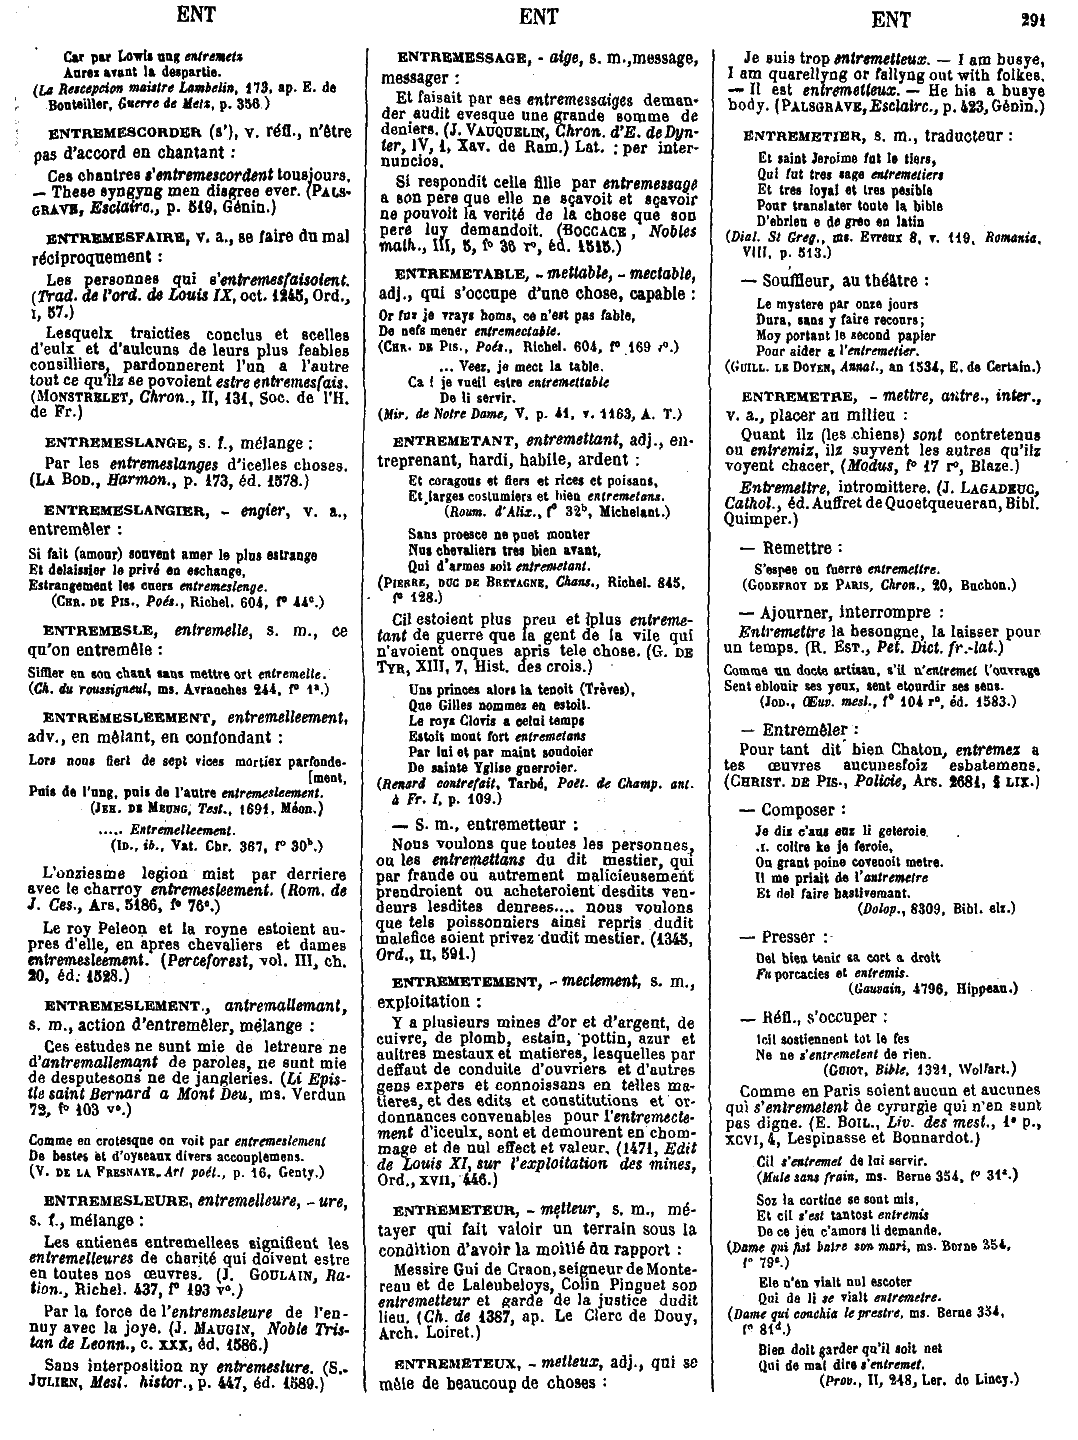 ENT
ENT
ENT
291
Car par Lowis ung entremetz
Aurez avant la despartie.
(La Rescepcion maistre Lambelin, 173, ap. E. de
Bouteiller, Guerre de Metz, p. 358.)
ENTREMESCORDER (s'), v. réfl., n'être
pas d'accord en chantant :
Ces chantres s'entremescordent tousjours.
— These syngyng men disgree ever. (PALS-
GRAVE, Esclairc., p. 519, Génin.)
ENTREMESFAIRE, v. a., se faire du mal
réciproquement :
Les personnes qui s'entremesfaisoient.
(Trad. de l'ord. de Louis IX, oct. 1245, Ord.,
I, 57.)
Lesquelx traicties conclus et scelles
d'eulx et d'aulcuns de leurs plus feables
consilliers, pardonnerent l'un a l'autre
tout ce qu'ilz se povoient estre entremesfais.
(MONSTRELET, Chron., II, 131, Soc. de l'H.
de Fr.)
ENTREMESLANGE, s. f., mélange :
Par les entremeslanges d'icelles choses.
(LA BOD., Harmon., p. 173, éd. 1578.)
ENTREMESLANGIER, - engier, v. a.,
entremêler :
Si fait (amour) souvent amer le plus estrange
Et delaissier le privé en eschange,
Estrangement les cuers entremeslenge.
(CHR. DE PIS., Poés., Richel. 604, f° 44c.)
ENTREMESLE, entremelle, s. m., ce
qu'on entremêle :
Siffler en son chant sans mettre ort entremelle.
(Ch. du roussigneul, ms. Avranches 244, f° 1a.)
ENTREMESLEEMENT, entremelleement,
adv., en mêlant, en confondant :
Lors nous fiert de sept vices mortiex parfonde-
[ment,
Puis de l'ung, puis de l'autre entremesleement.
(JEH. DE MEUNG, Test., 1691, Méon.)
..... Entremelleement.
(ID., ib., Vat. Chr. 367, f° 30b.)
L'onziesme legion mist par derriere
avec le charroy entremesleement. (Rom. de
J. Ces., Ars. 5186, f° 76a.)
Le roy Peleon et la royne estoient au-
pres d'elle, en apres chevaliers et dames
entremesleement. (Perceforest, vol. III, ch.
20, éd. 1528.)
ENTREMESLEMENT., antremallemant,
s. m., action d'entremêler, mélange :
Ces estudes ne sunt mie de letreure ne
d'antremallemant de paroles, ne sunt mie
de desputesons ne de jangleries. (Li Epis-
tle saint Bernard a Mont Deu, ms. Verdun
72, f° 103 v°.)
Comme en crotesque on voit par entremeslement
De bestes et d'oyseaux divers accouplemens.
(V. DE LA FRESNAYE, Art poét., p. 16, Genty.)
ENTREMESLEURE, entremelleure, - ure,
s. f., mélange :
Les antienes entremellees signifient les
entremelleures de charité qui doivent estre
en toutes nos œuvres. (J. GOULAIN, Ra-
tion., Richel. 437, f° 193 v°.)
Par la force de l'entremesleure de l'en-
nuy avec la joye. (J. MAUGIN, Noble Tris-
tan de Leonn., c. XXX, éd. 1586.)
Sans interposition ny entremeslure. (S.-
JULIEN, Mesl. histor., p. 447, éd. 1589.)
ENTREMESSAGE, - aige, s. m., message,
messager :
Et faisait par ses entremessaiges deman-
der audit evesque une grande somme de
deniers. (J. VAUQUELIN, Chron. d'E. de Dyn-
ter, IV, 1, Xav. de Ram.) Lat. : per inter-
nuncios.
Si respondit celle fille par entremessage
a son pere que elle ne sçavoit et sçavoir
ne pouvoit la verité de la chose que son
pere luy demandoit. (BOCCACE, Nobles
math., III, 5, f° 36 r°, éd. 1515.)
ENTREMETABLE, - mettable, - mectable,
adj., qui s'occupe d'une chose, capable :
Or fus je vrays homs, ce n'est pas fable,
De nefs mener entremectable.
(CHR. DE PIS., Poés., Richel. 604, f° 169 r°.)
... Veez, je mect la table.
Ca ! je vueil estre entremettable
De li servir.
(Mir. de Notre Dame, V, p. 41, v. 1163, A. T.)
ENTREMETANT, entremettant, adj., en-
treprenant, hardi, habile, ardent :
Et coragous et fiers et rices et poisans,
Et larges costumiers et bien entremetans.
(Roum. d'Alix., f° 32b, Michelant.)
Sans proesce ne puet monter
Nus chevaliers tres bien avant,
Qui d'armes soit entremetant.
(PIERRE, DUC DE BRETAGNE, Chans., Richel. 845,
f° 128.)
Cil estoient plus preu et plus entreme-
tant de guerre que la gent de la vile qui
n'avoient onques apris tele chose. (G. DE
TYR, XIII, 7, Hist. des crois.)
Uns princes alors la tenoit (Trèves),
Que Gilles nommez en estoit.
Le roys Clovis a celui temps
Estoit mont fort entremetans
Par lui et par maint soudoier
De sainte Yglise guerroier.
(Renard contrefait, Tarbé, Poët. de Champ. ant.
à Fr. I, p. 109.)
— S. m., entremetteur :
Nous voulons que toutes les personnes,
ou les entremettans du dit mestier, qui
par fraude ou autrement malicieusement
prendroient ou acheteroient desdits ven-
deurs lesdites denrees.... nous voulons
que tels poissonniers ainsi repris dudit
malefice soient privez dudit mestier. (1345,
Ord., II, 591.)
ENTREMETEMENT, - mectement, s. m.,
exploitation :
Y a plusieurs mines d'or et d'argent, de
cuivre, de plomb, estain, pottin, azur et
aultres mestaux et matieres, lesquelles par
deffaut de conduite d'ouvriers et d'autres
gens expers et connoissans en telles ma-
tieres, et des edits et constitutions et or-
donnances convenables pour l'entremecte-
ment d'iceulx, sont et demourent en chom-
mage et de nul effect et valeur. (1471, Edit
de Louis XI, sur l'exploitation des mines,
Ord., XVII, 446.)
ENTREMETEUR, - metteur, s. m., mé-
tayer qui fait valoir un terrain sous la
condition d'avoir la moitié du rapport :
Messire Gui de Craon, seigneur de Monte-
reau et de Laleubeloys, Colin Pinguet son
entremetteur et garde de la justice dudit
lieu. (Ch. de 1387, ap. Le Clerc de Douy,
Arch. Loiret.)
ENTREMETEUX, - metteux, adj., qui se
mêle de beaucoup de choses :
Je suis trop entremetteux. — I am busye,
I am quarellyng or fallyng out with folkes.
— Il est entremetteux. — He his a busye
body. (PALSGRAVE, Esclairc., p. 423, Génin.)
ENTREMETIER, s. m., traducteur :
Et saint Jeroime fut le tiers,
Qui fut tres sage entremetiers
Et tres loyal et tres pesible
Pour translater toute la bible
D'ebrieu e de greo en latin
(Dial. St Greg., ms. Evreux 8, v. 119, Romania,
VIII, p. 513.)
— Souffleur, au théâtre :
Le mystere par onze jours
Dura, sans y faire recours;
Moy portant le second papier
Pour aider a l'entremetier.
(GUILL. LE DOYEN, Annal., an 1534, E. de Certain.)
ENTREMETRE, - mettre, antre., inter.,
v. a., placer au milieu :
Quant ilz (les chiens) sont contretenus
ou entremiz, ilz suyvent les autres qu'ilz
voyent chacer. (Modus, f° 17 r°, Blaze.)
Entremettre, intromittere. (J. LAGADEUC,
Cathol., éd. Auffret de Quoetqueueran, Bibl.
Quimper.)
— Remettre :
S'espee ou fuerre entremettre.
(GODEFROY DE PARIS, Chron., 20, Buchon.)
— Ajourner, interrompre :
Entremettre la besongne, la laisser pour
un temps. (R. EST., Pet. Dict. fr.-lat.)
Comme un docte artisan, s'il n'entremet l'ouvrage
Sent eblouir ses yeux, sent etourdir ses sens.
(JOD., Œuv. mesl., f° 104 r°, éd. 1583.)
— Entremêler :
Pour tant dit bien Chaton, entremez a
tes œuvres aucunesfoiz esbatemens.
(CHRIST. DE PIS., Policie, Ars. 2681, § LIX.)
— Composer :
Je dis c'aus eus li geteroie
.I. colire ke je feroie,
On grant poine covenoit metre.
Il me priait de l'antremetre
Et del faire hastivemant.
(Dolop., 8309, Bibl. elz.)
— Presser :
Del bien tenir sa cort a droit
Fu porcacies et entremis.
(Gauvain, 4796, Hippeau.)
— Réfl., s'occuper :
Icil sostiennent tot le fes
Ne ne s'entremetent de rien.
(GUIOT, Bible, 1321, Wolfart.)
Comme en Paris soient aucun et aucunes
qui s'entremetent de cyrurgie qui n'en sunt
pas digne. (E. BOIL., Liv. des mest., 1e p.,
XCVI, 4, Lespinasse et Bonnardot.)
Cil s'entremet de lui servir.
(Mule sans frain, ms. Berne 354, f° 31a.)
Soz la cortine se sont mis,
Et cil s'est tantost entremis
De ce jeu c'amors li demande.
(Dame qui fist batre son mari, ms. Berne 354,
f° 79a.)
Ele n'en vialt nul escoter
Qui de li se vialt entremetre.
(Dame qui conchia le prestre, ms. Berne 354,
f° 81d.)
Bien doit garder qu'il soit net
Qui de mal dire s'entremet.
(Prov., II, 248, Ler. de Lincy.)